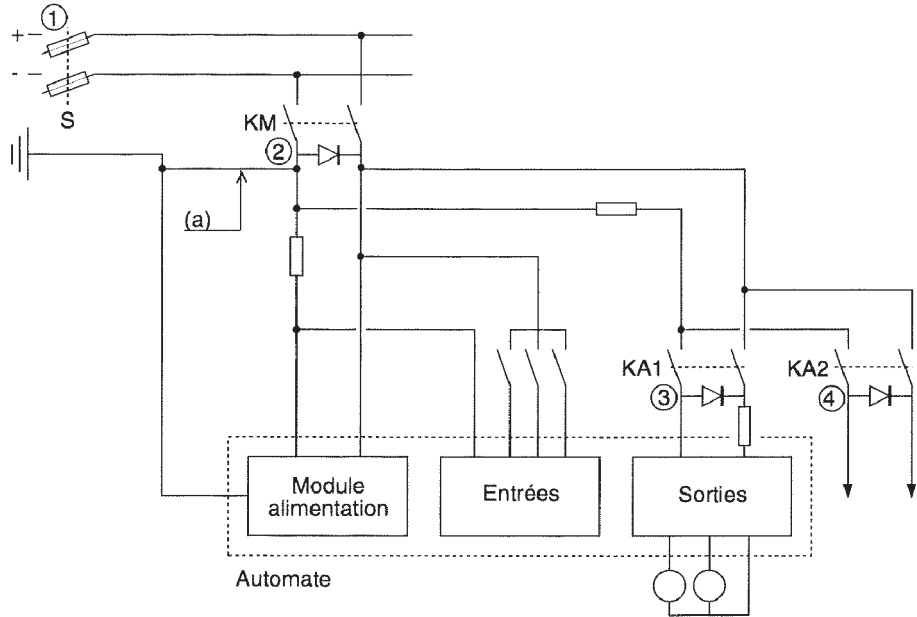 1
+
-
S
KM
2
(a)
KA1
KA2
3
4
Module
alimentation
Entrées
Sorties
Automate